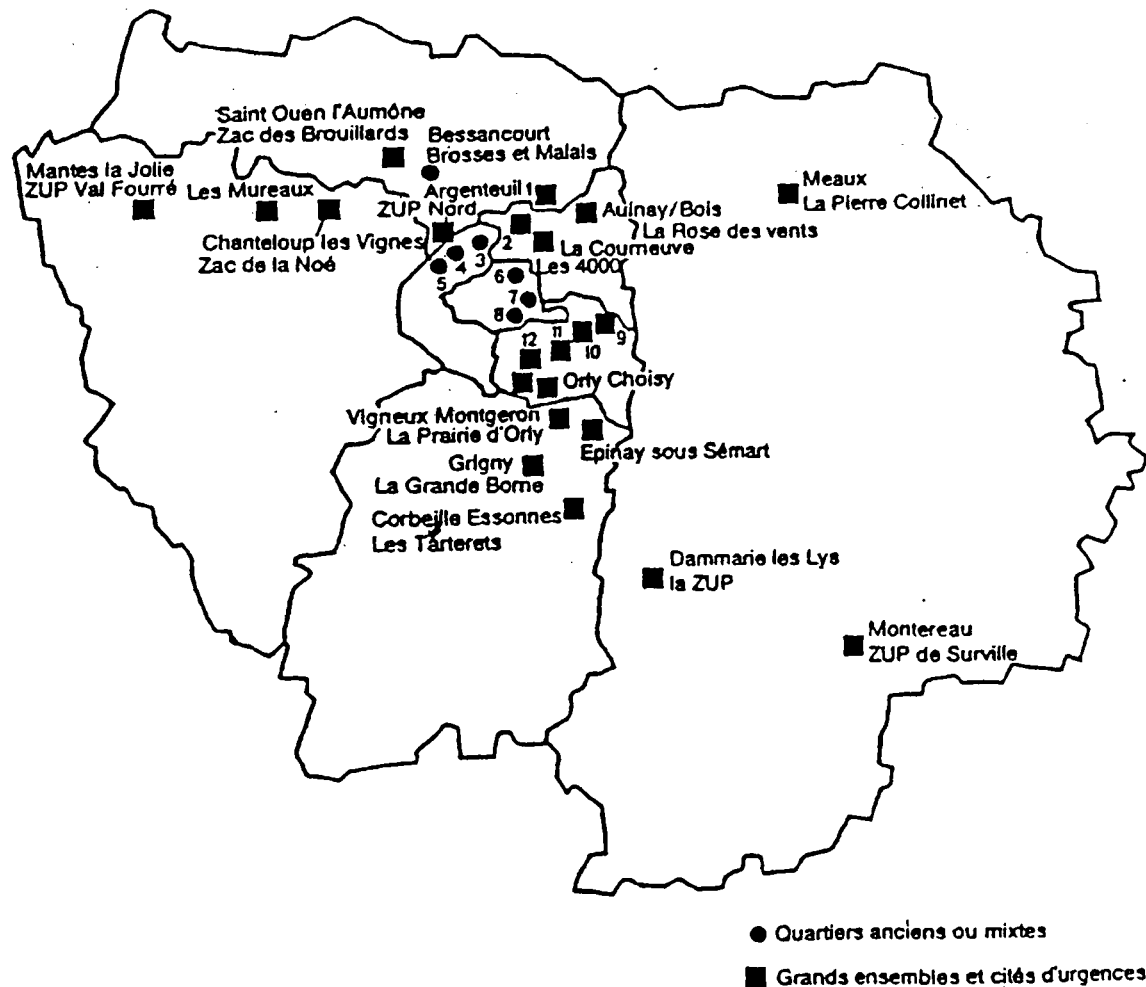 Saint Ouen l'Aumône
Zac des Brouillards
Bessancourt
Brosses et Malais
Mantes la Jolie
ZUP Val Fourré
Les Mureaux
Argenteuil
ZUP Nord
1
Aulnay/Bois
La Rose des vents
Meaux
La Pierre Collinet
Chanteloup les Vignes
Zac de la Noé
2
3
4
5
La Courneuve
Les 4000
6
7
8
9
10
11
12
Orly Choisy
Vigneux Montgeron
La Prairie d'Orly
Epinay sous Sémart
Grigny
La Grande Borne
Corbeille Essonnes
Les Tarterets
Dammarie les Lys
la ZUP
Montereau
ZUP de Surville
Quartiers anciens ou mixtes
Grands ensembles et cités d'urgences